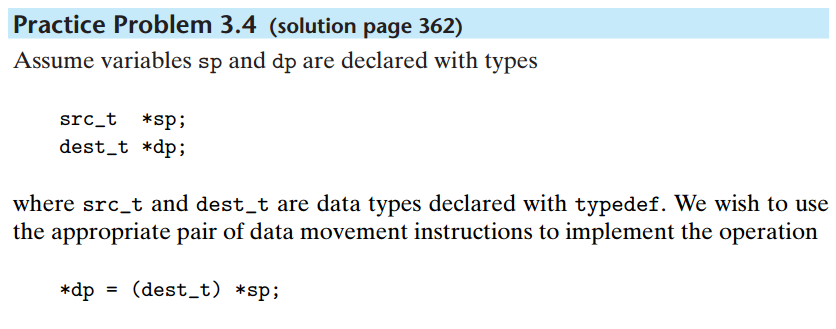 Practice Problem 3.4 (solution page 362)
Assume variables sp and dp are declared with types
src_t *sp;
dest_t *dp;
where src_t and dest_t are data types declared with typedef. We wish to use
the appropriate pair of data movement instructions to implement the operation
*dp = (dest_t) *sp;